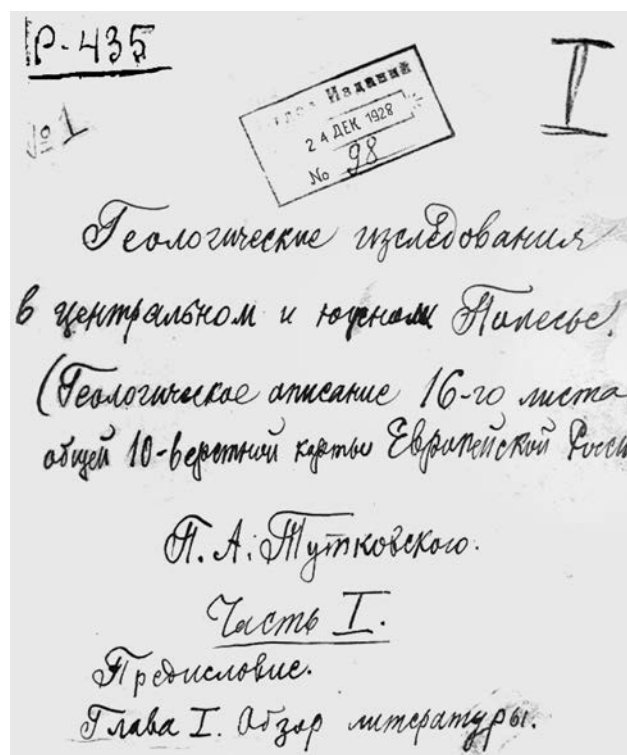 Р-435
I
№ 1
Изданий
24 ДЕК 1928
No 98
Геологические изследования
в центральном и южном Полесье.
(Геологическое описание 16-го листа
общей 10-верстной карты Европейской Росси
П. А. Тутковского.
Часть I.
Предисловие.
Глава I. Обзор литературы.